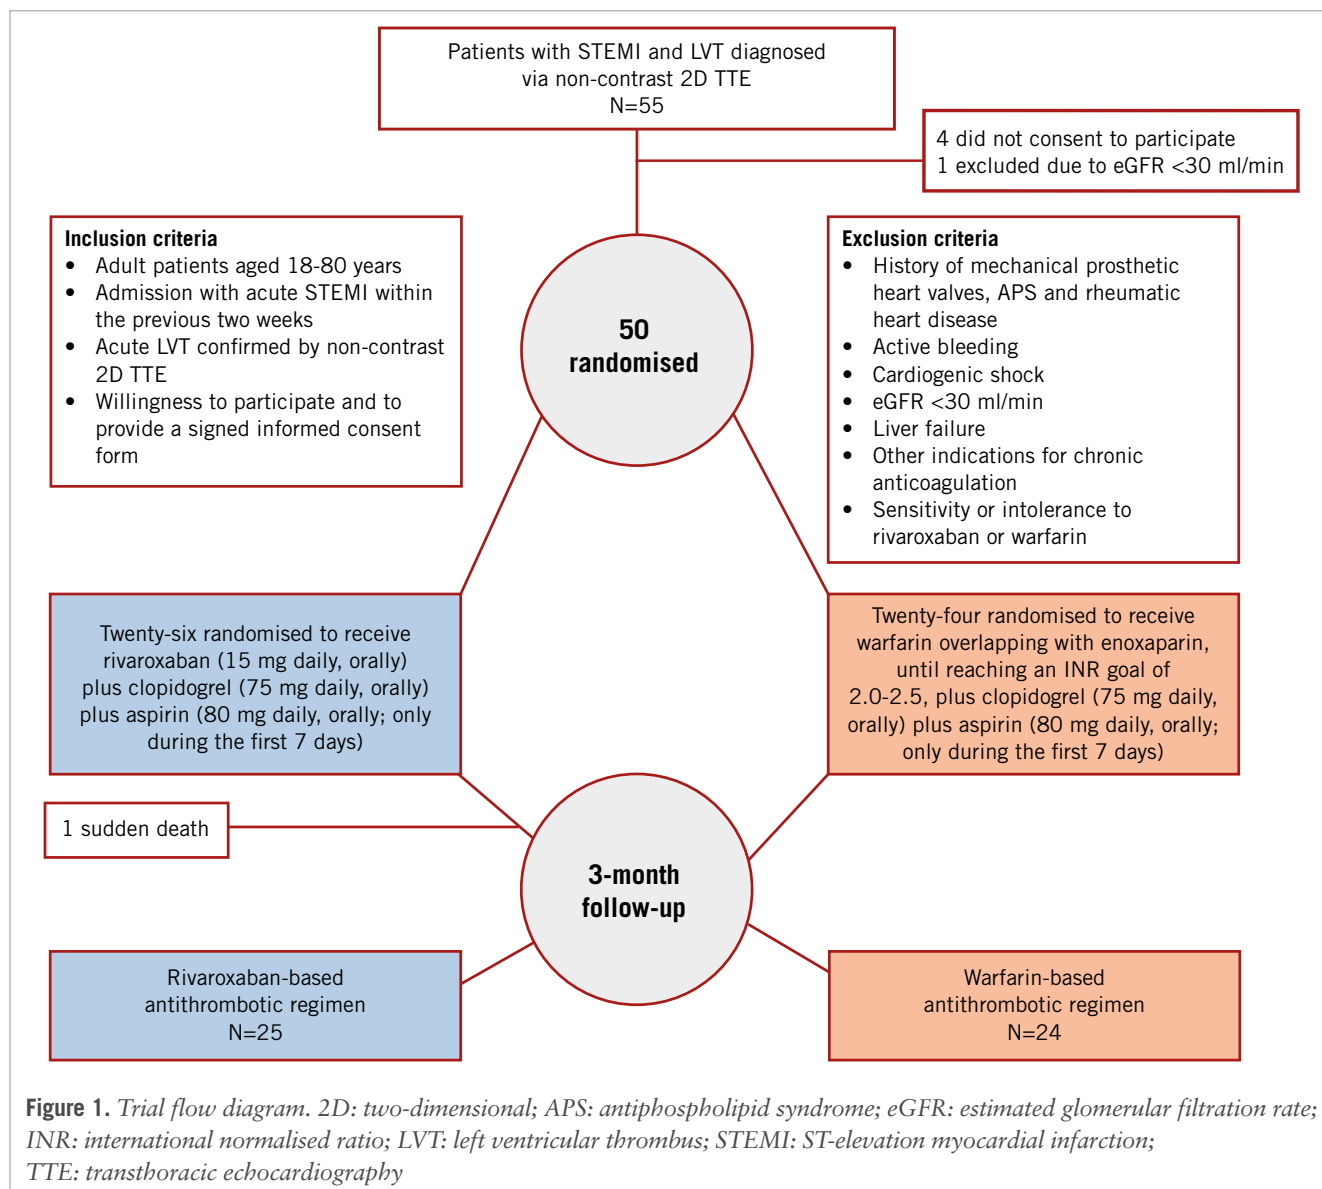 Patients with STEMI and LVT diagnosed
via non-contrast 2D TTE
N=55
4 did not consent to participate
1 excluded due to eGFR <30 ml/min
Inclusion criteria
• Adult patients aged 18-80 years
• Admission with acute STEMI within
the previous two weeks
• Acute LVT confirmed by non-contrast
2D TTE
• Willingness to participate and to
provide a signed informed consent
form
50
randomised
Exclusion criteria
• History of mechanical prosthetic
heart valves, APS and rheumatic
heart disease
• Active bleeding
• Cardiogenic shock
• eGFR <30 ml/min
• Liver failure
• Other indications for chronic
anticoagulation
• Sensitivity or intolerance to
rivaroxaban or warfarin
Twenty-six randomised to receive
rivaroxaban (15 mg daily, orally)
plus clopidogrel (75 mg daily, orally)
plus aspirin (80 mg daily, orally; only
during the first 7 days)
Twenty-four randomised to receive
warfarin overlapping with enoxaparin,
until reaching an INR goal of
2.0-2.5, plus clopidogrel (75 mg daily,
orally) plus aspirin (80 mg daily, orally;
only during the first 7 days)
1 sudden death
3-month
follow-up
Rivaroxaban-based
antithrombotic regimen
N=25
Warfarin-based
antithrombotic regimen
N=24
Figure 1. Trial flow diagram. 2D: two-dimensional; APS: antiphospholipid syndrome; eGFR: estimated glomerular filtration rate;
INR: international normalised ratio; LVT: left ventricular thrombus; STEMI: ST-elevation myocardial infarction;
TTE: transthoracic echocardiography